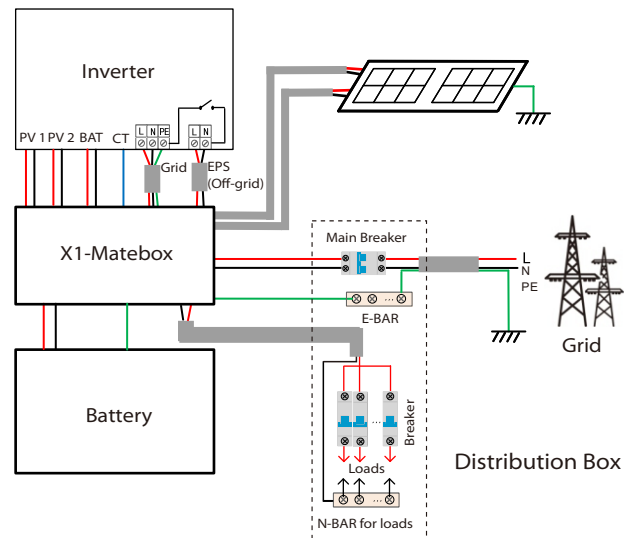 Inverter
PV 1 PV 2 BAT CT
L N PE
L N
Grid
EPS
(Off-grid)
X1-Matebox
Main Breaker
L
N
PE
E-BAR
Grid
Battery
Breaker
Loads
N-BAR for loads
Distribution Box